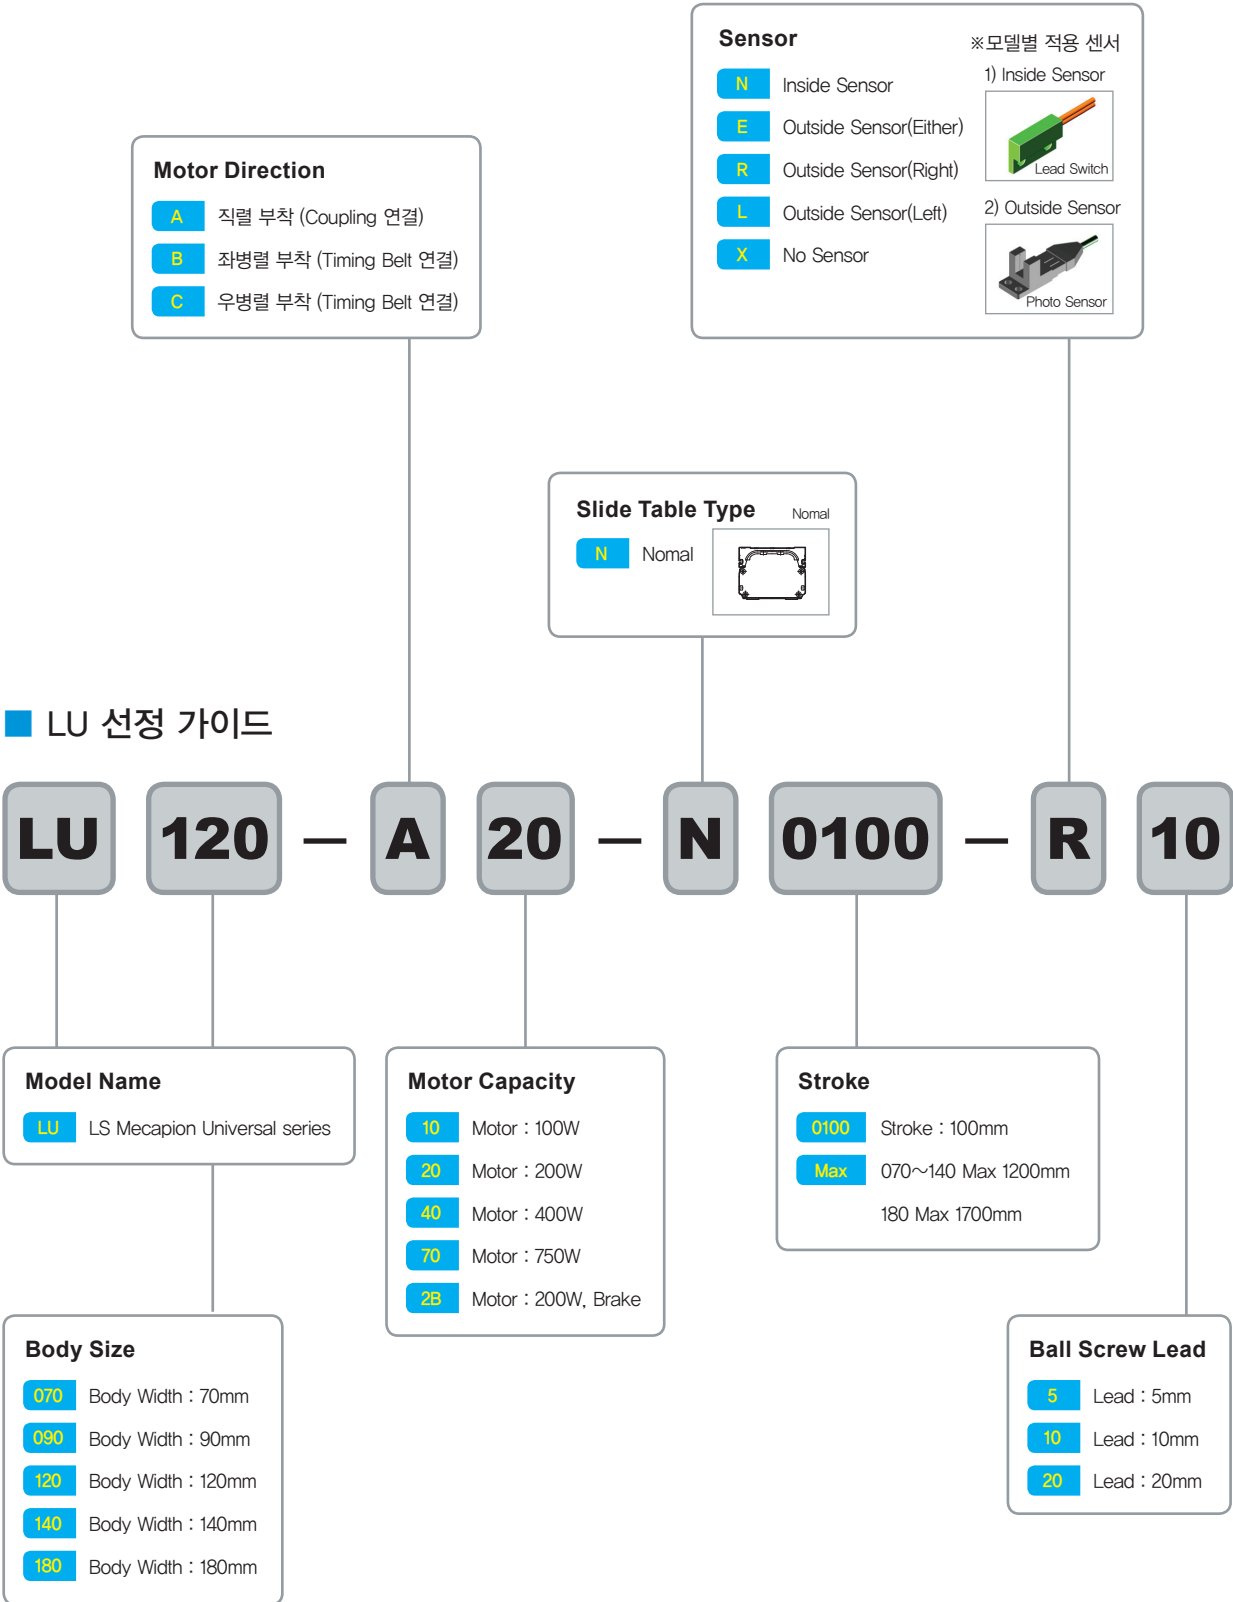 Sensor
※모델별 적용 센서
N Inside Sensor
E Outside Sensor(Either)
R Outside Sensor(Right)
L Outside Sensor(Left)
X No Sensor
1) Inside Sensor
Lead Switch
2) Outside Sensor
Photo Sensor
Motor Direction
A 직렬 부착 (Coupling 연결)
B 좌병렬 부착 (Timing Belt 연결)
C 우병렬 부착 (Timing Belt 연결)
Slide Table Type
Nomal
N Nomal
■ LU 선정 가이드
LU 120 – A 20 – N 0100 – R 10
Model Name
LU LS Mecapion Universal series
Motor Capacity
10 Motor : 100W
20 Motor : 200W
40 Motor : 400W
70 Motor : 750W
2B Motor : 200W, Brake
Stroke
0100 Stroke : 100mm
Max 070~140 Max 1200mm
180 Max 1700mm
Body Size
070 Body Width : 70mm
090 Body Width : 90mm
120 Body Width : 120mm
140 Body Width : 140mm
180 Body Width : 180mm
Ball Screw Lead
5 Lead : 5mm
10 Lead : 10mm
20 Lead : 20mm